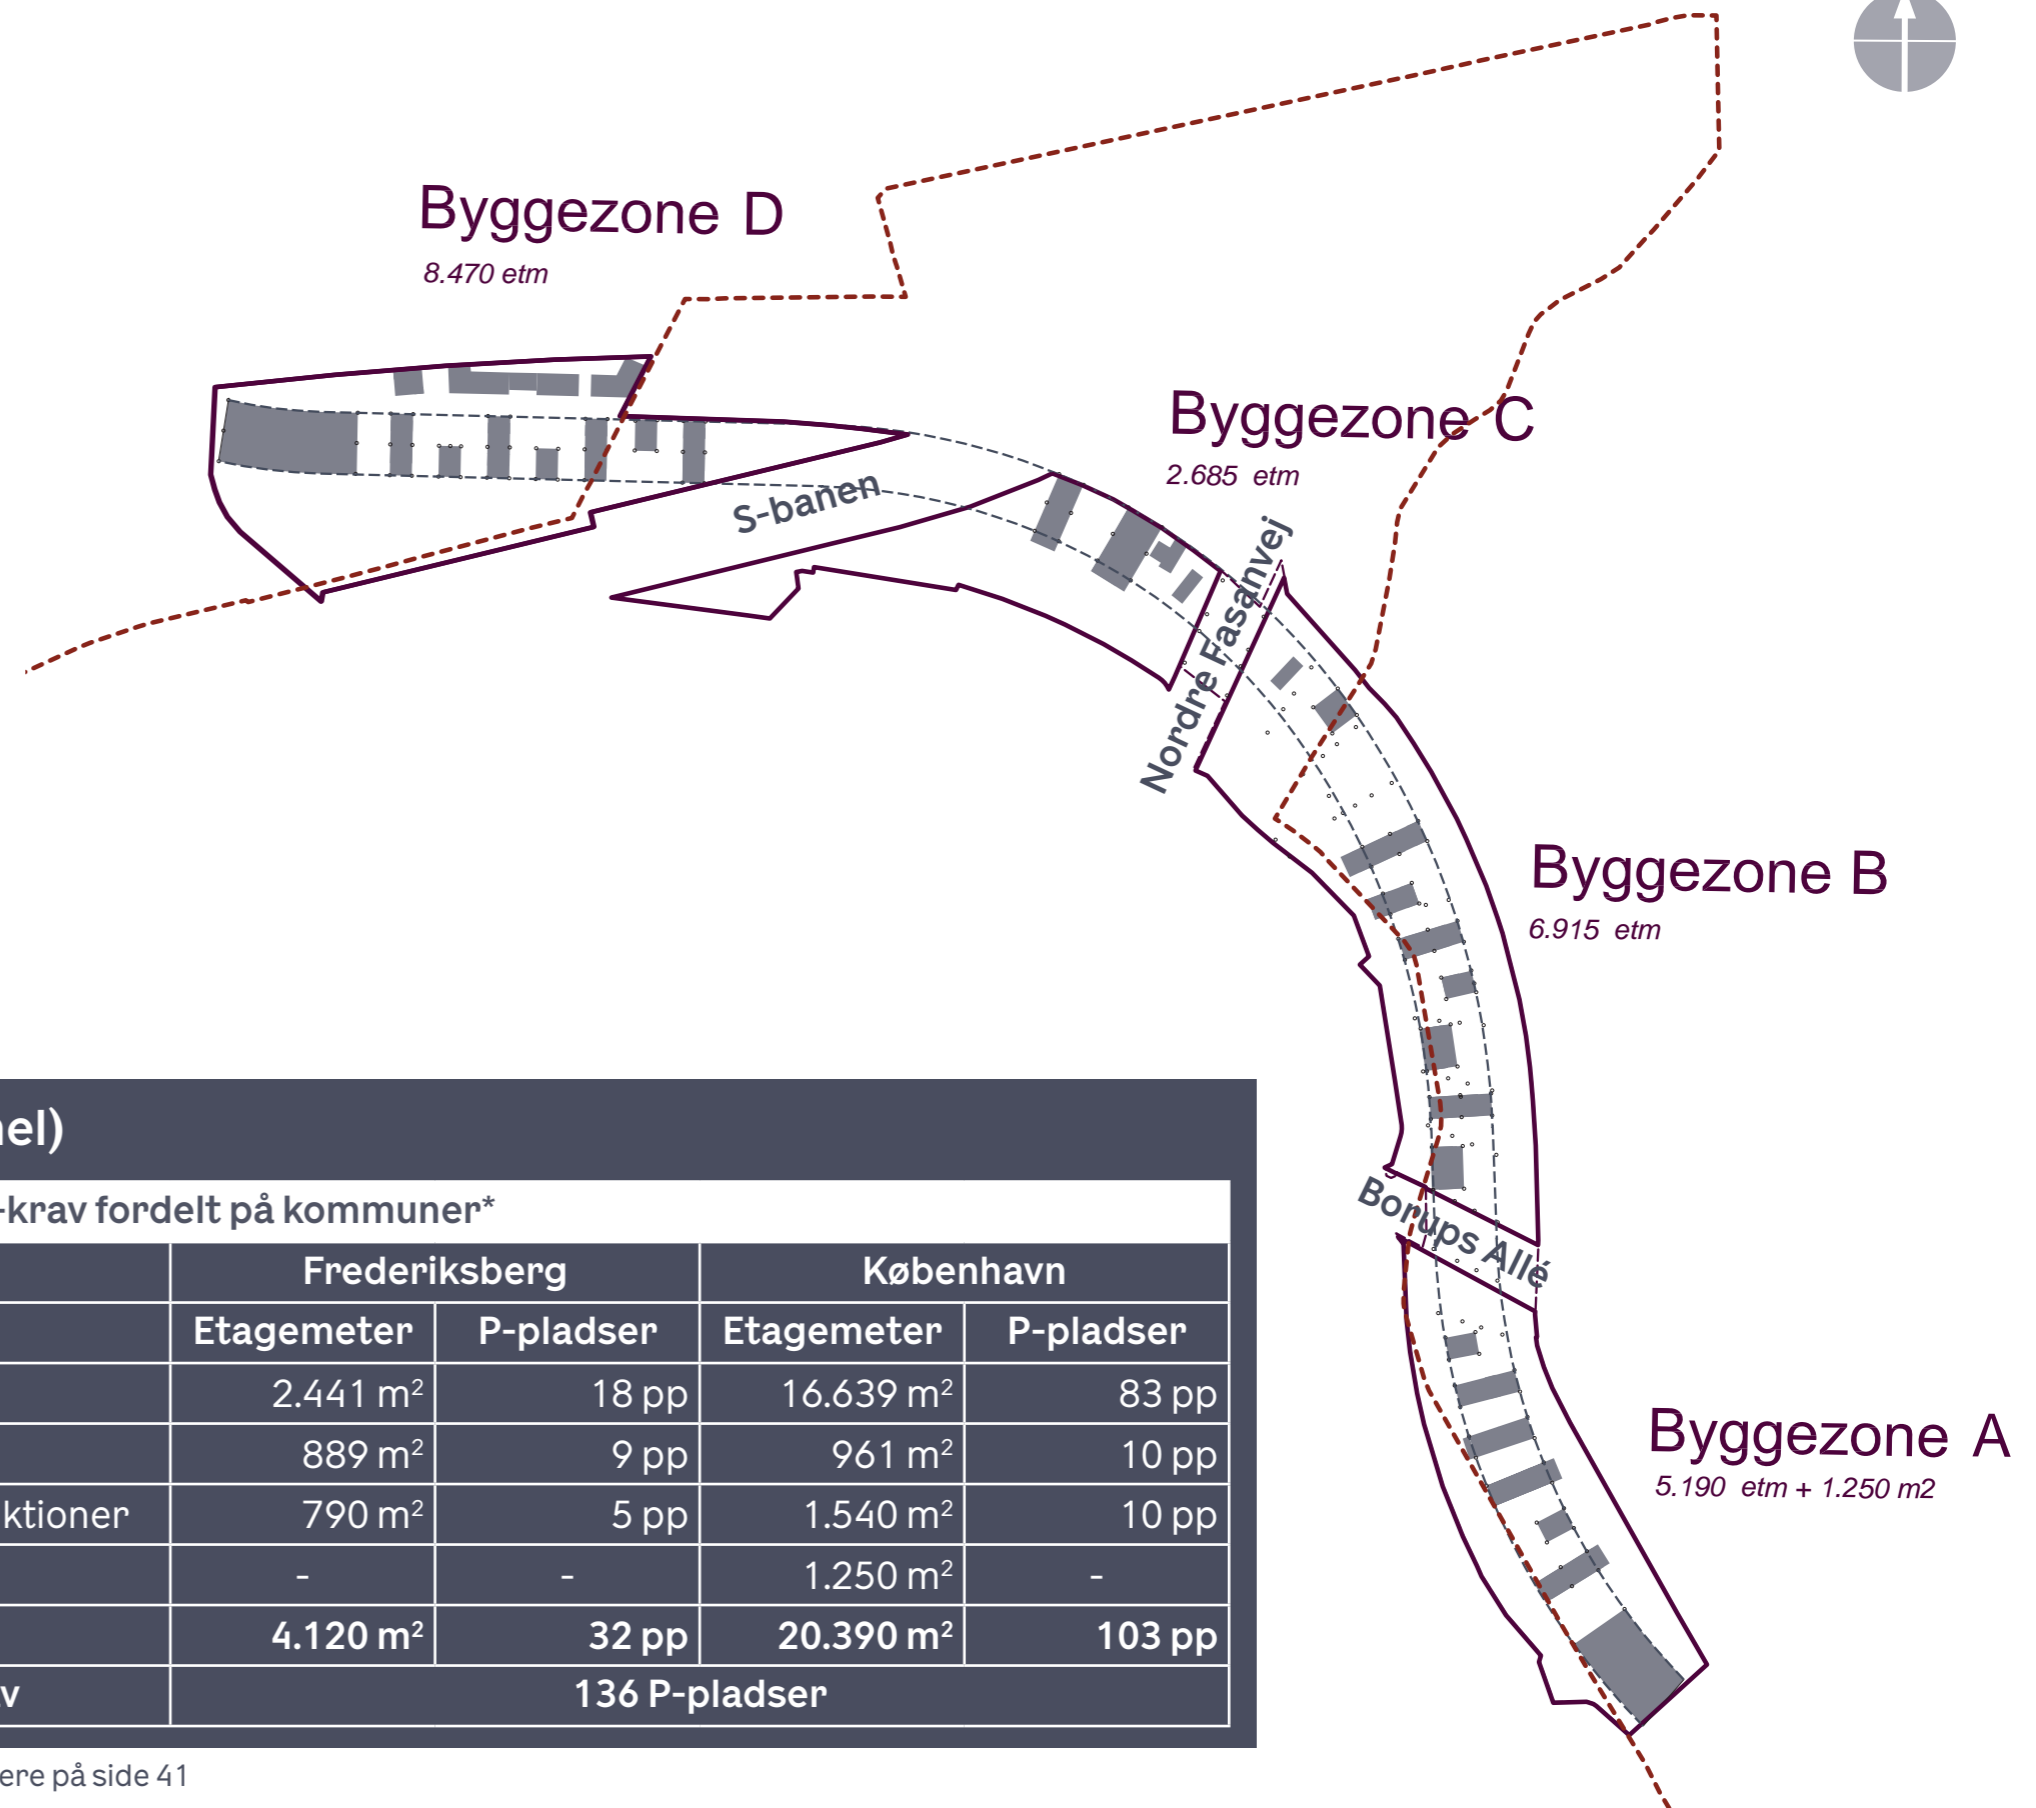 Byggezone D
8.470 etm
Byggezone C
2.685 etm
S-banen
Nordre Fasanvej
Byggezone B
6.915 etm
Borups Allé
Byggezone A
5.190 etm + 1.250 m2
nel)
-krav fordelt på kommuner*
Frederiksberg København
Etagemeter P-pladser Etagemeter P-pladser
2.441 m² 18 pp 16.639 m² 83 pp
889 m² 9 pp 961 m² 10 pp
ktioner 790 m² 5 pp 1.540 m² 10 pp
- - 1.250 m² -
4.120 m² 32 pp 20.390 m² 103 pp
v 136 P-pladser
ere på side 41